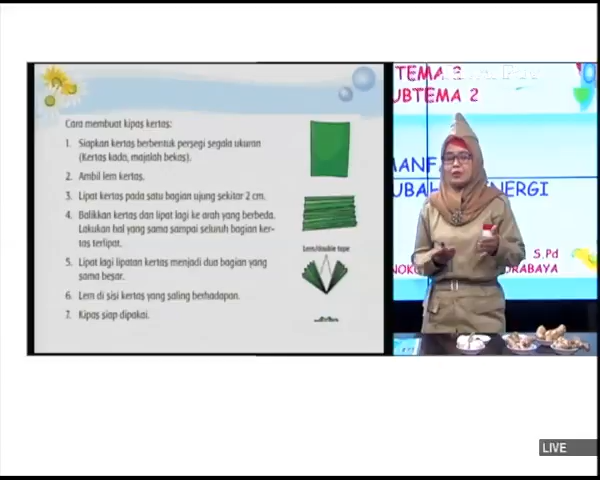 Cara membuat kipas kertas:
1. Siapkan kertas berbentuk persegi segala ukuran
(Kertas kado, majalah bekas).
2. Ambil lem kertas.
3. Lipat kertas pada satu bagian ujung sekitar 2 cm.
4. Balikkan kertas dan lipat lagi ke arah yang berbeda.
Lakukan hal yang sama sampai seluruh bagian ker-
tas terlipat.
Lem/double tape
5. Lipat lagi lipatan kertas menjadi dua bagian yang
sama besar.
6. Lem di sisi kertas yang saling berhadapan.
7. Kipas siap dipakai.
TEMA 2
UBTEMA 2
MANF
UBAH NERGI
S.Pd
NOK RABAYA
LIVE